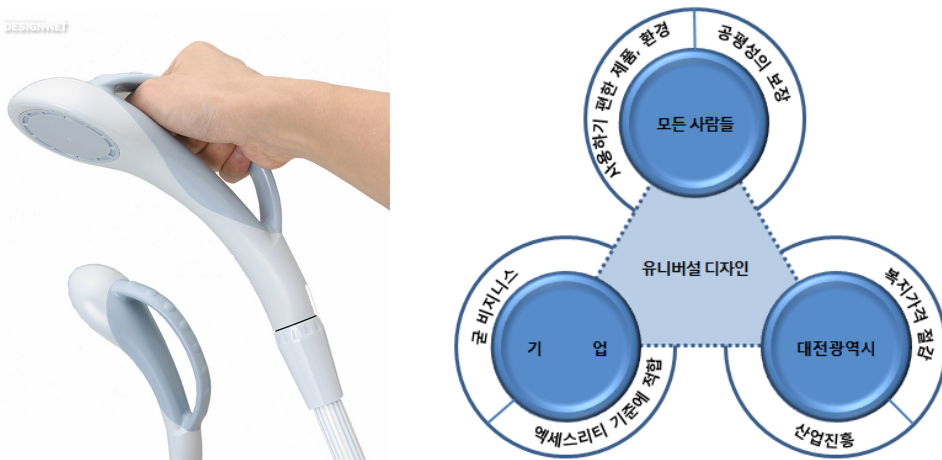 DESIGN.NET
사용하기 편한 제품, 환경
공평성의 보장
모든 사람들
유니버설 디자인
굳 비지니스
기 업
엑세스리티 기준에 적합
복지가격 절감
대전광역시
산업진흥